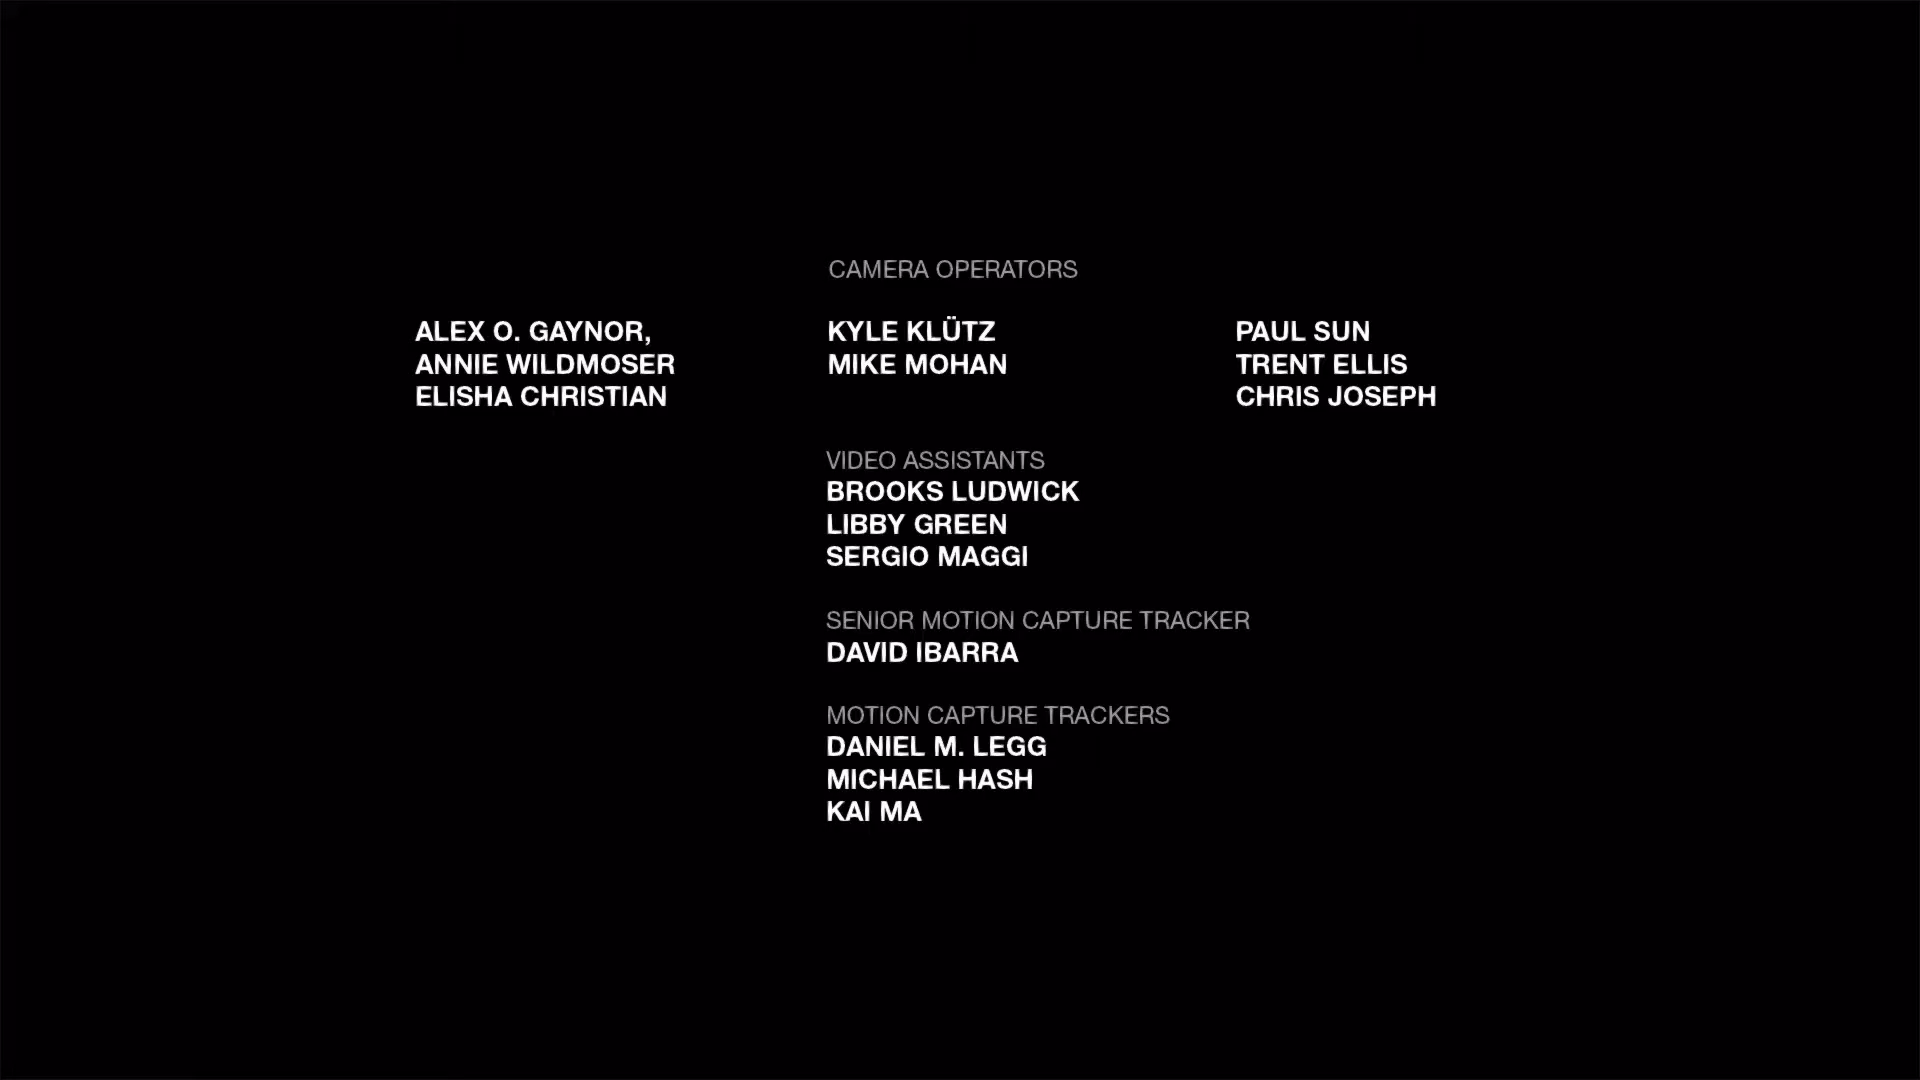 CAMERA OPERATORS
ALEX O. GAYNOR,
ANNIE WILDMOSER
ELISHA CHRISTIAN
KYLE KLÜTZ
MIKE MOHAN
PAUL SUN
TRENT ELLIS
CHRIS JOSEPH
VIDEO ASSISTANTS
BROOKS LUDWICK
LIBBY GREEN
SERGIO MAGGI
SENIOR MOTION CAPTURE TRACKER
DAVID IBARRA
MOTION CAPTURE TRACKERS
DANIEL M. LEGG
MICHAEL HASH
KAI MA